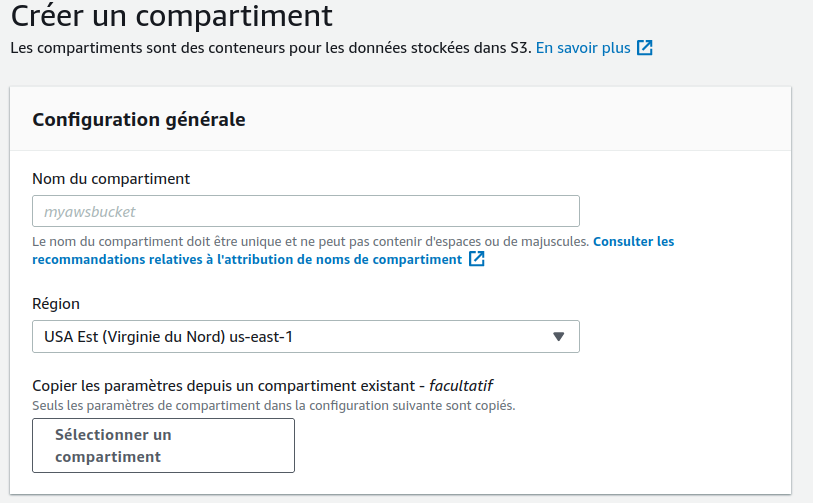 Créer un compartiment
Les compartiments sont des conteneurs pour les données stockées dans S3. En savoir plus
Configuration générale
Nom du compartiment
myawsbucket
Le nom du compartiment doit être unique et ne peut pas contenir d'espaces ou de majuscules. Consulter les
recommandations relatives à l'attribution de noms de compartiment
Région
USA Est (Virginie du Nord) us-east-1
Copier les paramètres depuis un compartiment existant - facultatif
Seuls les paramètres de compartiment dans la configuration suivante sont copiés.
Sélectionner un
compartiment